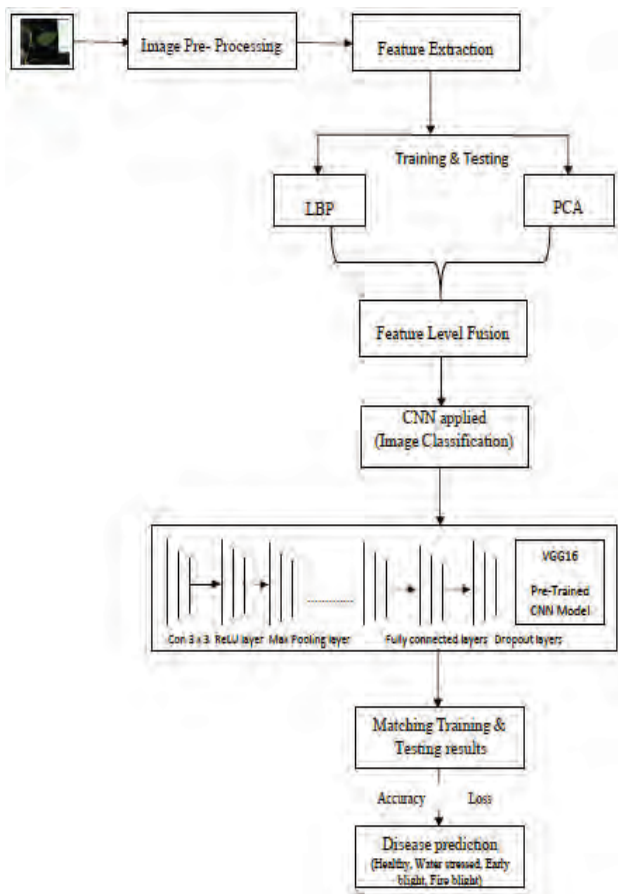 Image Pre- Processing
Feature Extraction
Training & Testing
LBP
PCA
Feature Level Fusion
CNN applied
(Image Classification)
VGG16
Pre-Trained
CNN Model
Con 3 x 3 ReLU layer Max Pooling layer Fully connected layers Dropout layers
Matching Training &
Testing results
Accuracy Loss
Disease prediction
(Healthy, Water stressed, Early
blight, Fire blight)